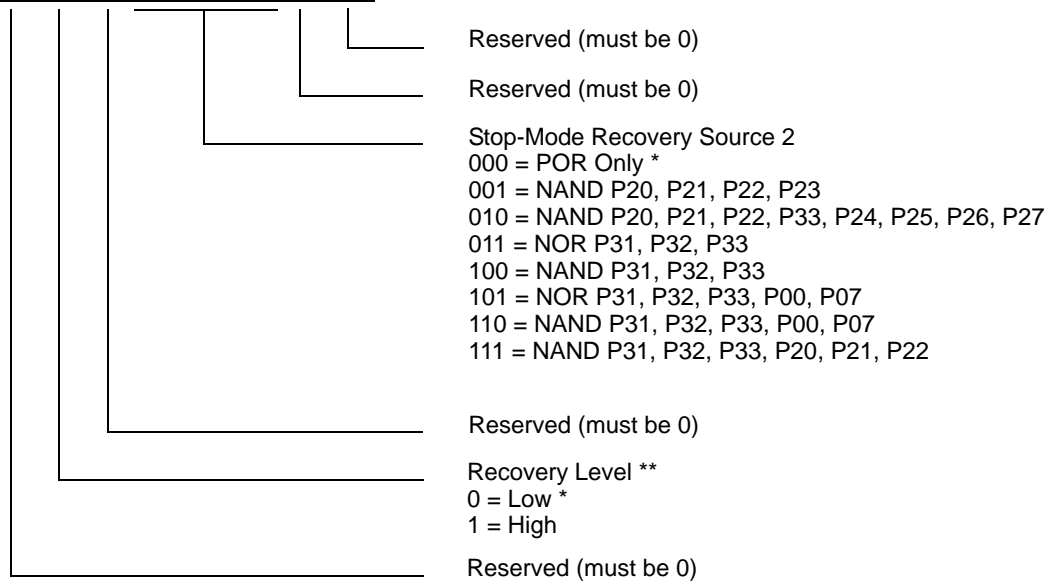 Reserved (must be 0)
Reserved (must be 0)
Stop-Mode Recovery Source 2
000 = POR Only *
001 = NAND P20, P21, P22, P23
010 = NAND P20, P21, P22, P33, P24, P25, P26, P27
011 = NOR P31, P32, P33
100 = NAND P31, P32, P33
101 = NOR P31, P32, P33, P00, P07
110 = NAND P31, P32, P33, P00, P07
111 = NAND P31, P32, P33, P20, P21, P22
Reserved (must be 0)
Recovery Level **
0 = Low *
1 = High
Reserved (must be 0)